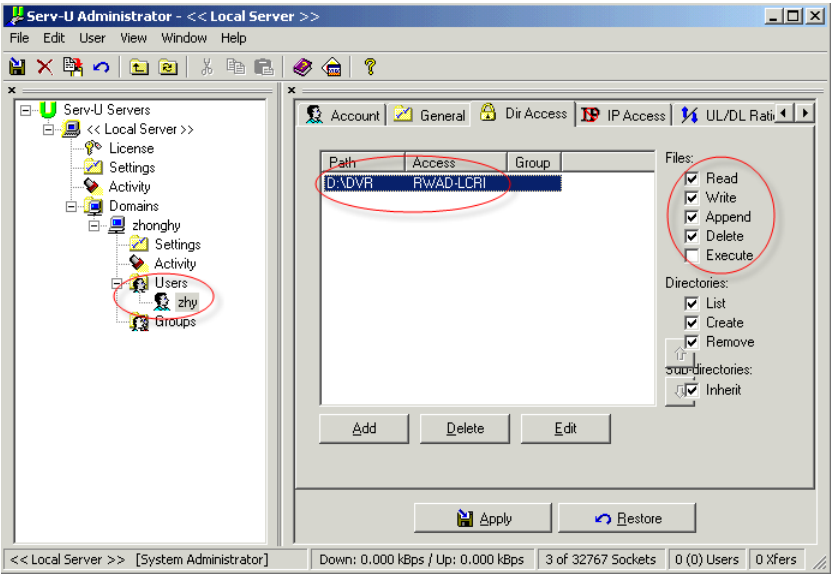 Serv-U Administrator - << Local Server >>
File Edit User View Window Help
Serv-U Servers
<< Local Server >>
License
Settings
Activity
Domains
zhonghy
Settings
Activity
Users
zhy
Groups
Account General Dir Access IP Access UL/DL Rati
Path Access Group
D:\DVR RWAD-LCRI
Files:
Read
Write
Append
Delete
Execute
Directories:
List
Create
Remove
Sub-directories:
Inherit
Add Delete Edit
Apply Restore
<< Local Server >> [System Administrator] Down: 0.000 kBps / Up: 0.000 kBps 3 of 32767 Sockets 0 (0) Users 0 Xfers